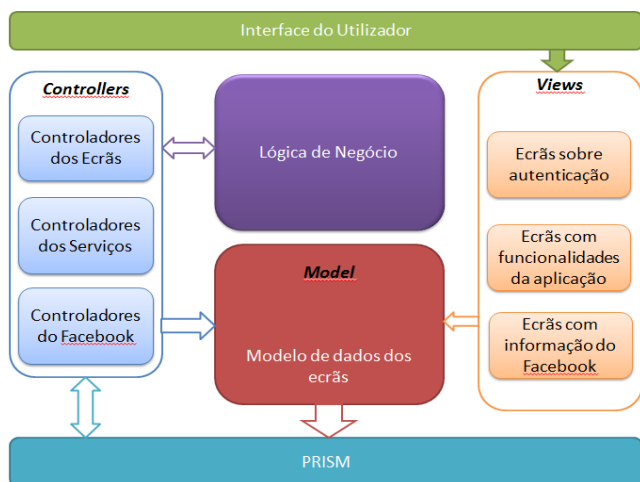 Interface do Utilizador
Controllers
Controladores
dos Ecrãs
Controladores
dos Serviços
Controladores
do Facebook
Lógica de Negócio
Model
Modelo de dados dos
ecrãs
Views
Ecrãs sobre
autenticação
Ecrãs com
funcionalidades
da aplicação
Ecrãs com
informação do
Facebook
PRISM